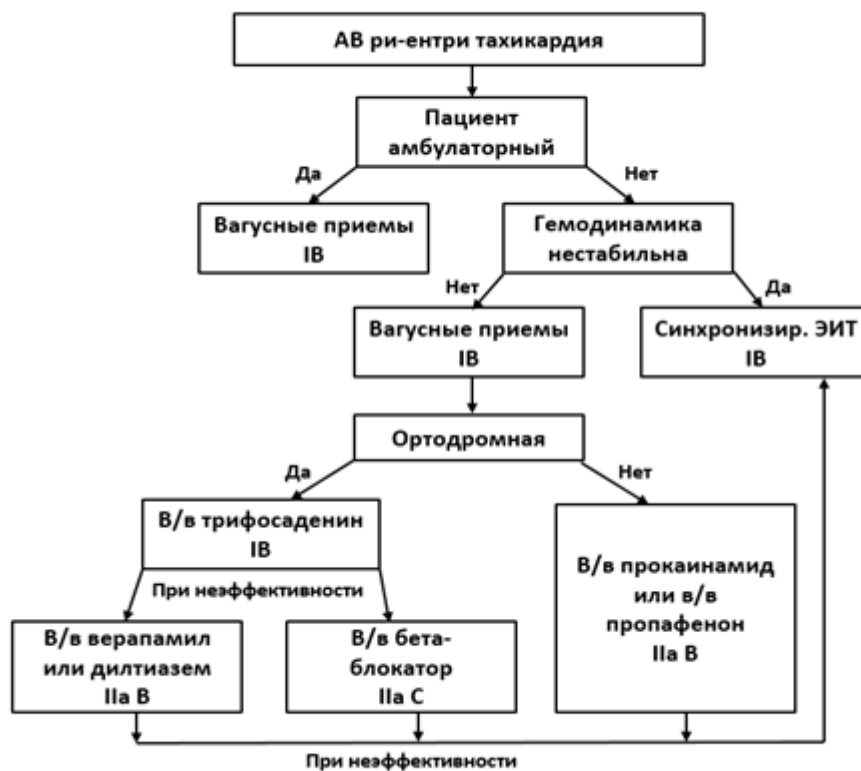 АВ ри-ентри тахикардия
Пациент
амбулаторный
Да
Нет
Вагусные приемы
IB
Гемодинамика
нестабильна
Нет
Да
Вагусные приемы
IB
Синхронизир. ЭИТ
IB
Ортодромная
Да
Нет
В/в трифосаденин
IB
В/в прокаинамид
или в/в
пропафенон
IIa B
При неэффективности
В/в верапамил
или дилтиазем
IIa B
В/в бета-
блокатор
IIa C
При неэффективности